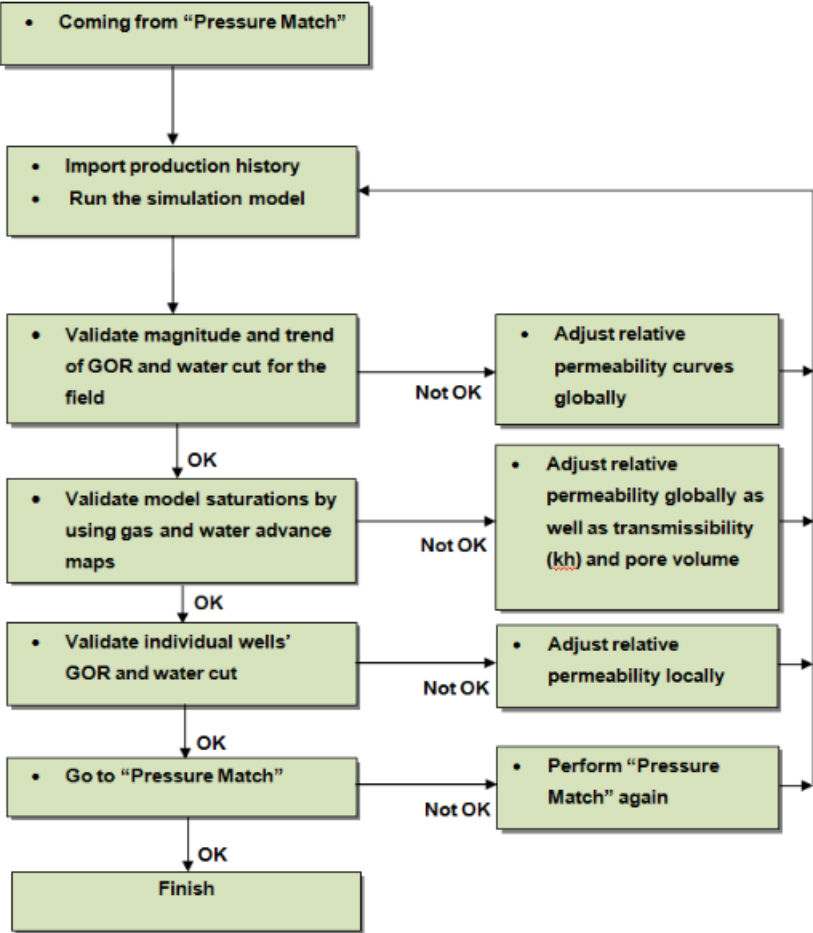 • Coming from “Pressure Match”
• Import production history
• Run the simulation model
• Validate magnitude and trend
of GOR and water cut for the
field
Not OK
• Adjust relative
permeability curves
globally
OK
• Validate model saturations by
using gas and water advance
maps
Not OK
• Adjust relative
permeability globally as
well as transmissibility
(kh) and pore volume
OK
• Validate individual wells’
GOR and water cut
Not OK
• Adjust relative
permeability locally
OK
• Go to “Pressure Match”
Not OK
• Perform “Pressure
Match” again
OK
Finish